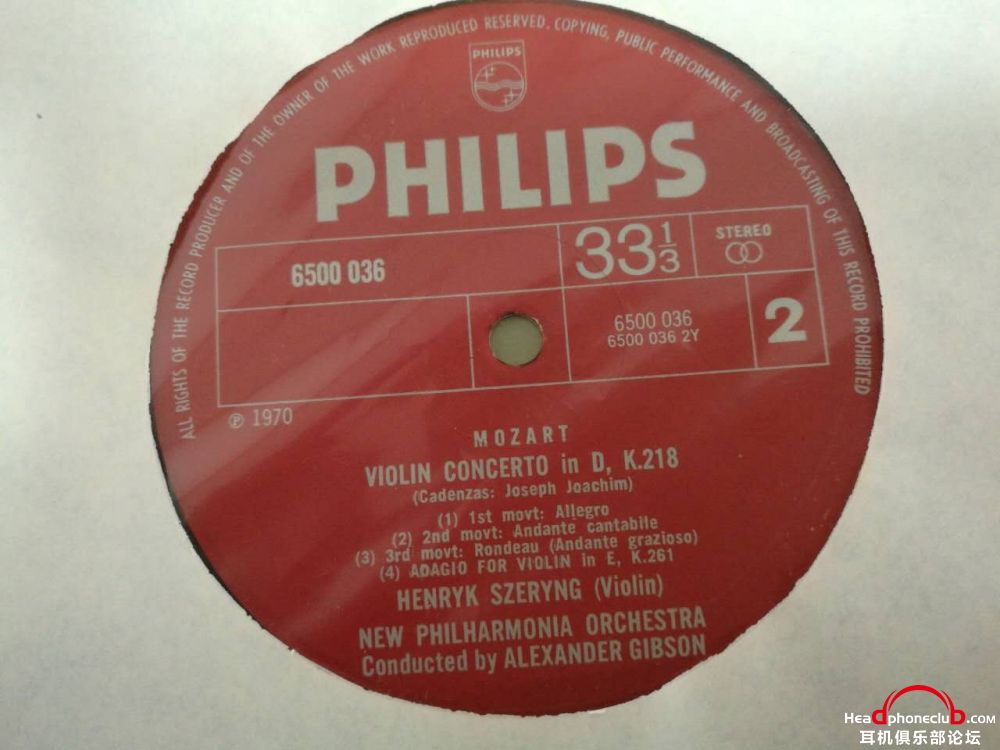 ALL RIGHTS OF THE RECORD PRODUCER AND OF THE OWNER OF THE WORK REPRODUCED RESERVED. COPYING, PUBLIC PERFORMANCE AND BROADCASTING OF THIS RECORD PROHIBITED
PHILIPS
PHILIPS
6500 036
33 1/3
STEREO
6500 036
6500 036 2Y
2
℗ 1970
MOZART
VIOLIN CONCERTO in D, K.218
(Cadenzas: Joseph Joachim)
(1) 1st movt: Allegro
(2) 2nd movt: Andante cantabile
(3) 3rd movt: Rondeau (Andante grazioso)
(4) ADAGIO FOR VIOLIN in E, K.261
HENRYK SZERYNG (Violin)
NEW PHILHARMONIA ORCHESTRA
Conducted by ALEXANDER GIBSON
Headphoneclub.com
耳机俱乐部论坛